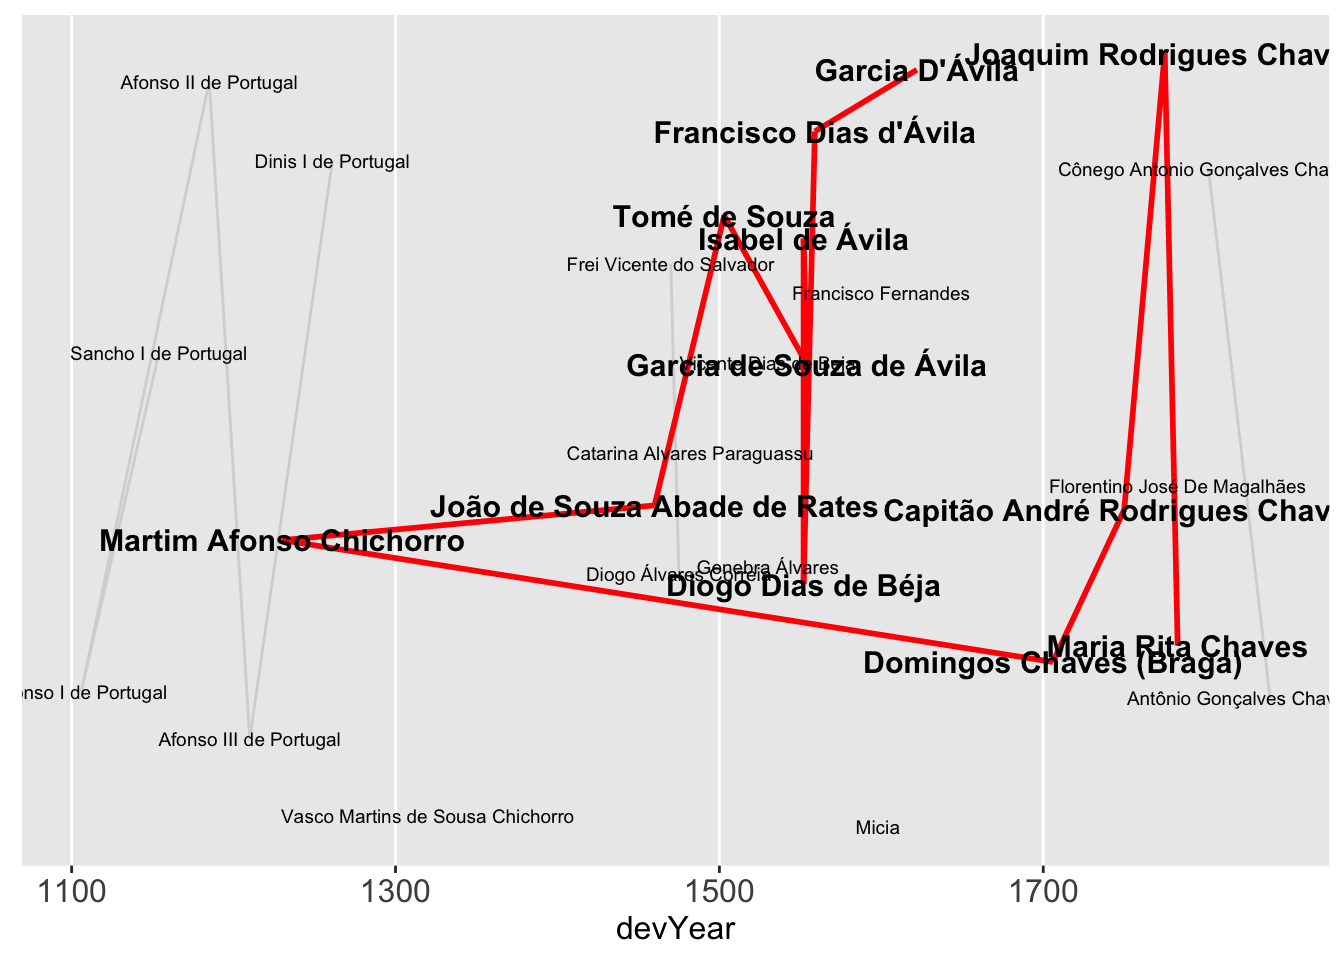 Joaquim Rodrigues Chav
Garcia D'Ávila
Afonso II de Portugal
Francisco Dias d'Ávila
Dinis I de Portugal
Cônego Antonio Gonçalves Cha
Tomé de Souza
Isabel de Ávila
Frei Vicente do Salvador
Francisco Fernandes
Sancho I de Portugal
Vicente Dias de Beja
Garcia de Souza de Ávila
Catarina Alvares Paraguassu
Florentino José De Magalhães
João de Souza Abade de Rates
Capitão André Rodrigues Chav
Martim Afonso Chichorro
Genebra Álvares
Diogo Álvares Correia
Diogo Dias de Béja
Maria Rita Chaves
Domingos Chaves (Braga)
onso I de Portugal
Antônio Gonçalves Chav
Afonso III de Portugal
Vasco Martins de Sousa Chichorro
Micia
1100 1300 1500 1700
devYear